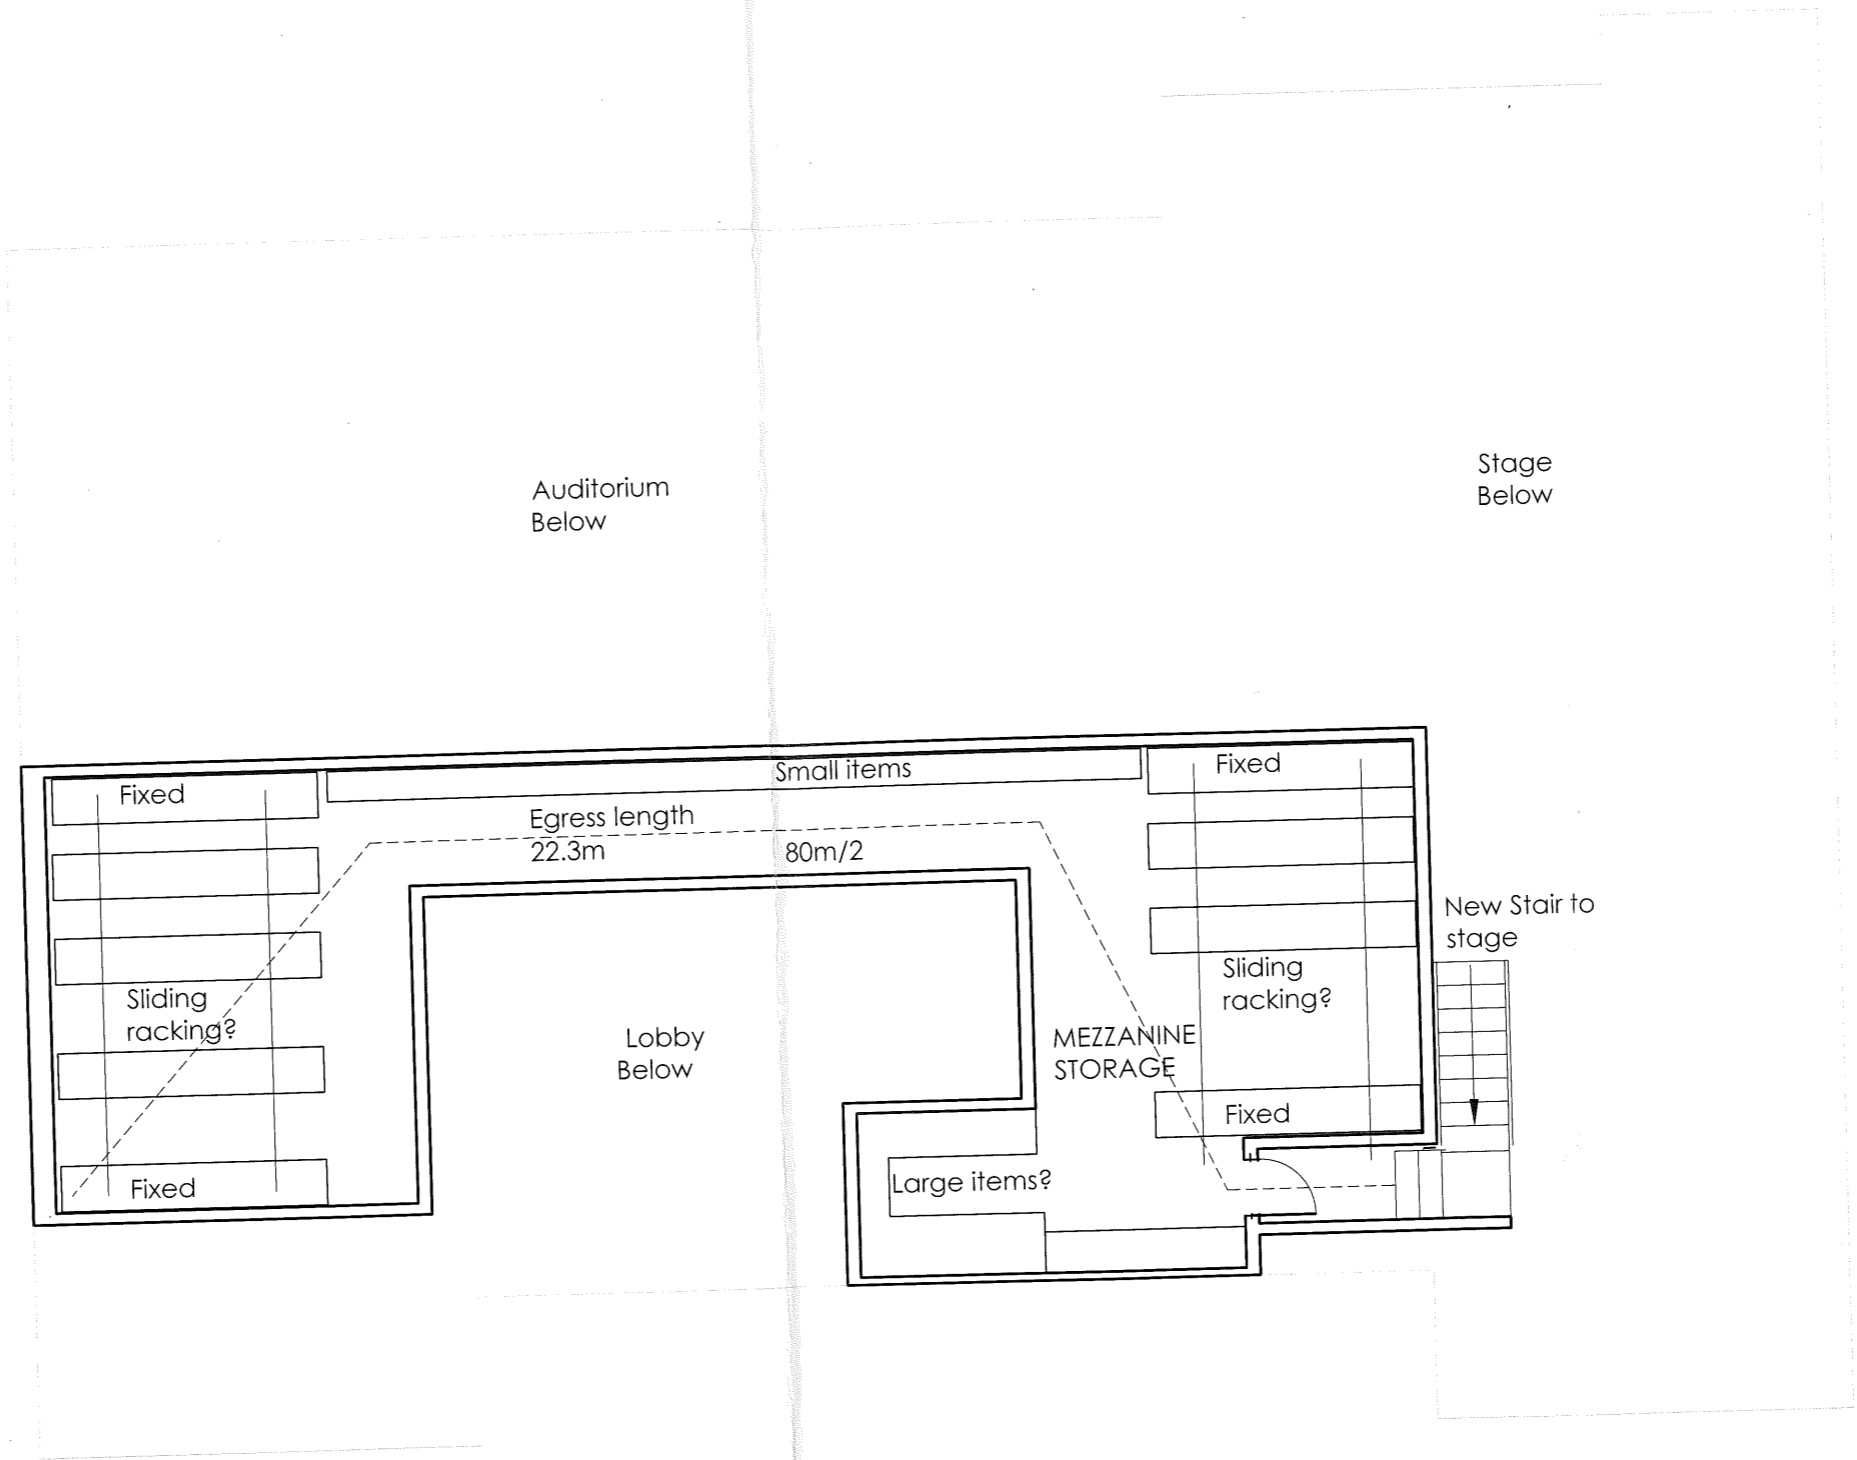 Auditorium
Below
Stage
Below
Fixed
Small items
Fixed
Egress length
22.3m
80m/2
New Stair to
stage
Sliding
racking?
Sliding
racking?
Lobby
Below
MEZZANINE
STORAGE
Fixed
Large items?
Fixed